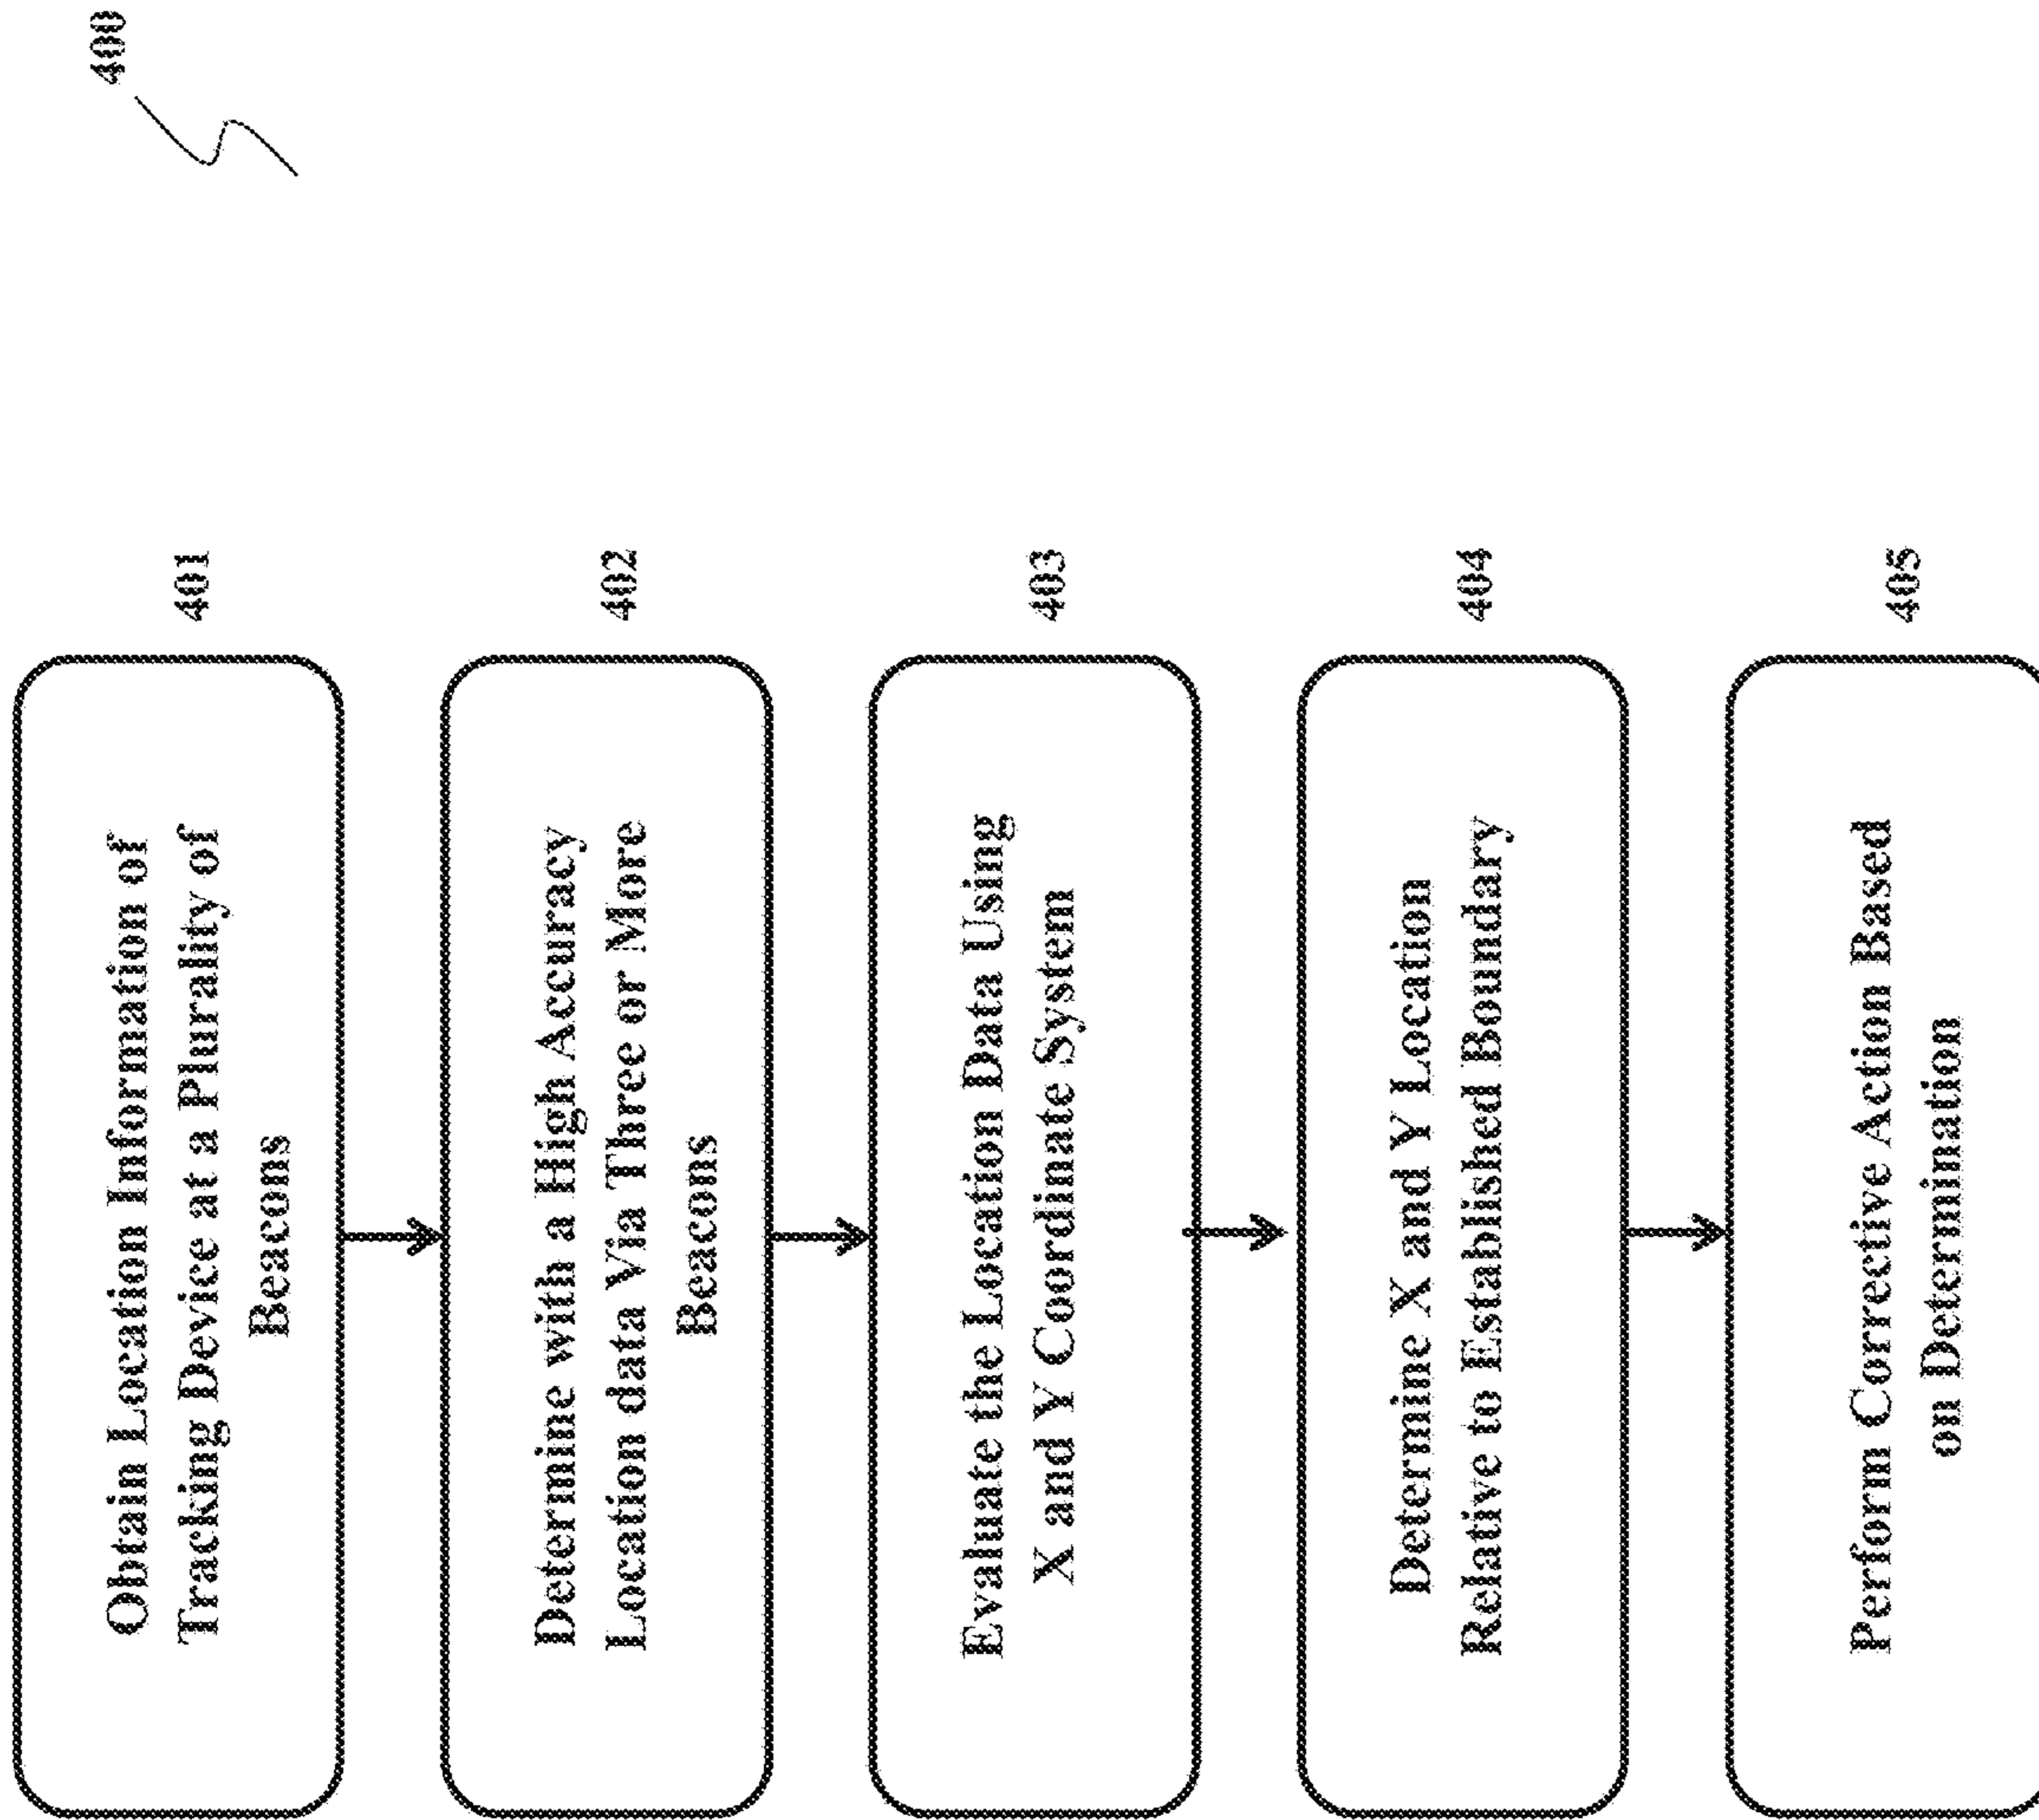 400
Obtain Location Information of
Tracking Device at a Plurality of
Beacons
401
Determine with a High Accuracy
Location data Via Three or More
Beacons
402
Evaluate the Location Data Using
X and Y Coordinate System
403
Determine X and Y Location
Relative to Established Boundary
404
Perform Corrective Action Based
on Determination
405